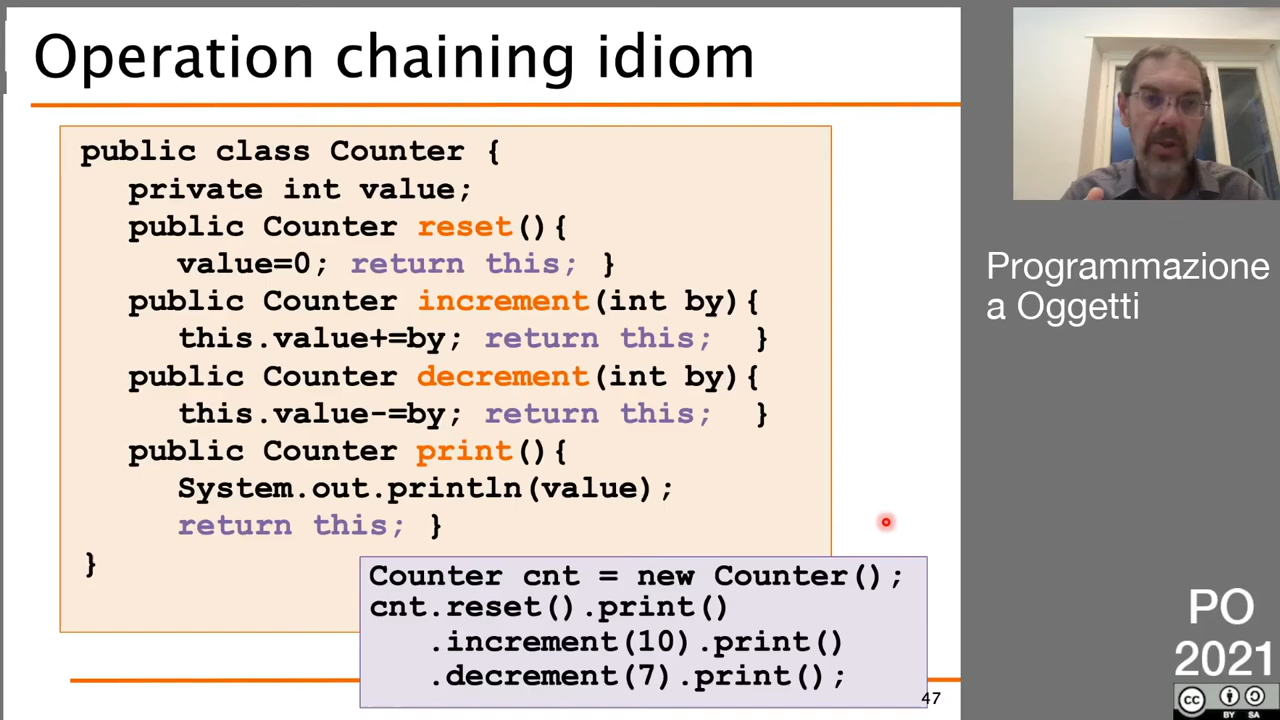 Operation chaining idiom
public class Counter {
private int value;
public Counter reset(){
value=0; return this; }
public Counter increment(int by){
this.value+=by; return this; }
public Counter decrement(int by){
this.value-=by; return this; }
public Counter print(){
System.out.println(value);
return this; }
}
Counter cnt = new Counter();
cnt.reset().print()
.increment(10).print()
.decrement(7).print();
47
Programmazione
a Oggetti
PO
2021
cc
BY SA